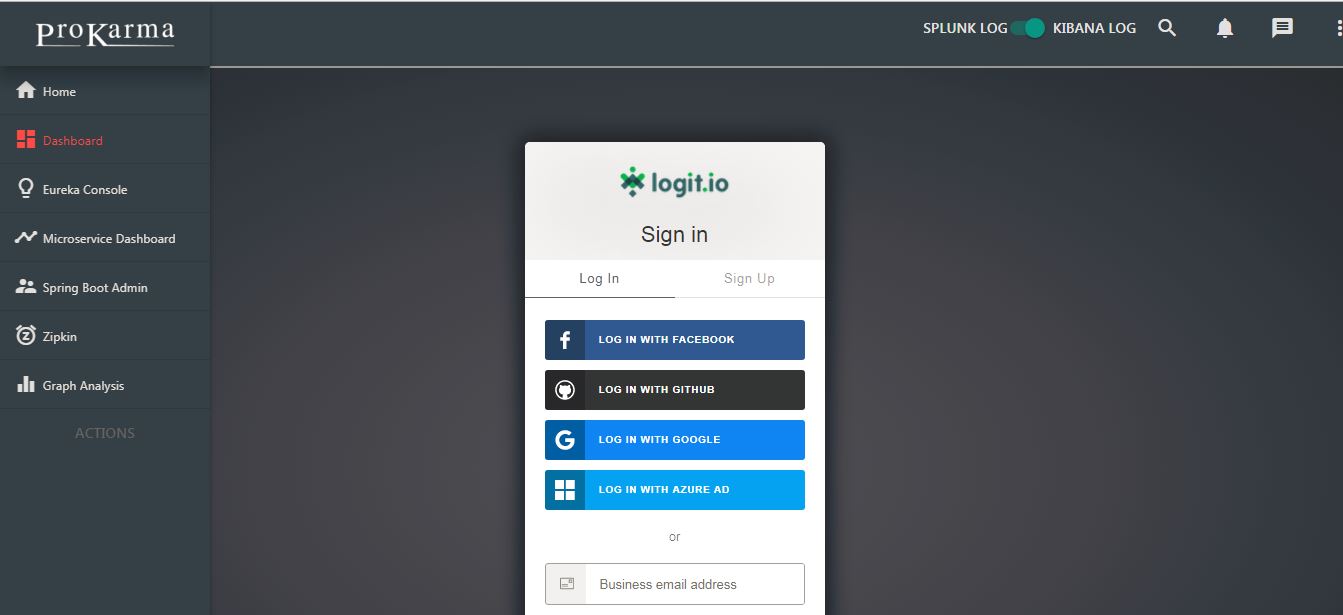 ProKarma
SPLUNK LOG KIBANA LOG
Home
Dashboard
Eureka Console
Microservice Dashboard
Spring Boot Admin
Zipkin
Graph Analysis
ACTIONS
logit.io
Sign in
Log In Sign Up
LOG IN WITH FACEBOOK
LOG IN WITH GITHUB
LOG IN WITH GOOGLE
LOG IN WITH AZURE AD
or
Business email address